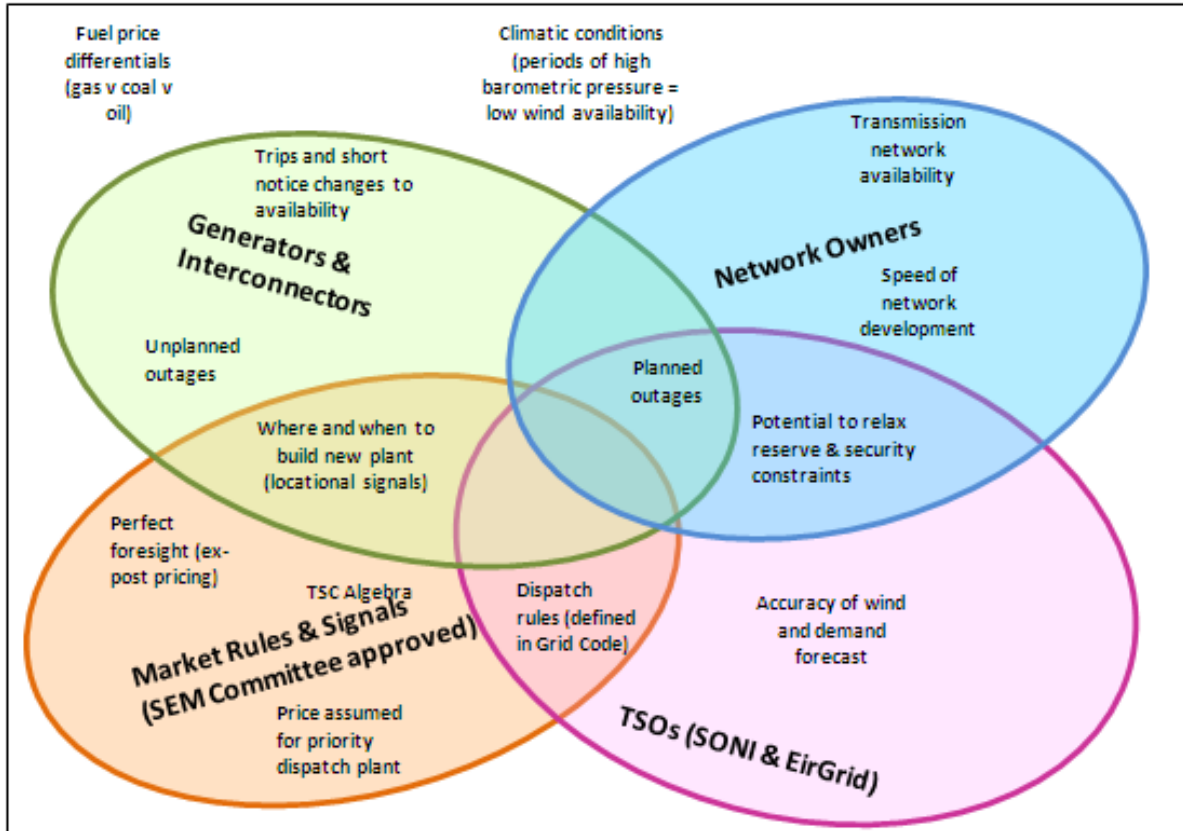 Fuel price
differentials
(gas v coal v
oil)
Climatic conditions
(periods of high
barometric pressure =
low wind availability)
Trips and short
notice changes to
availability
Generators &
Interconnectors
Unplanned
outages
Transmission
network
availability
Network Owners
Speed of
network
development
Planned
outages
Where and when to
build new plant
(locational signals)
Potential to relax
reserve & security
constraints
Perfect
foresight (ex-
post pricing)
TSC Algebra
Market Rules & Signals
(SEM Committee approved)
Price assumed
for priority
dispatch plant
Dispatch
rules (defined
in Grid Code)
Accuracy of wind
and demand
forecast
TSOs (SONI & EirGrid)